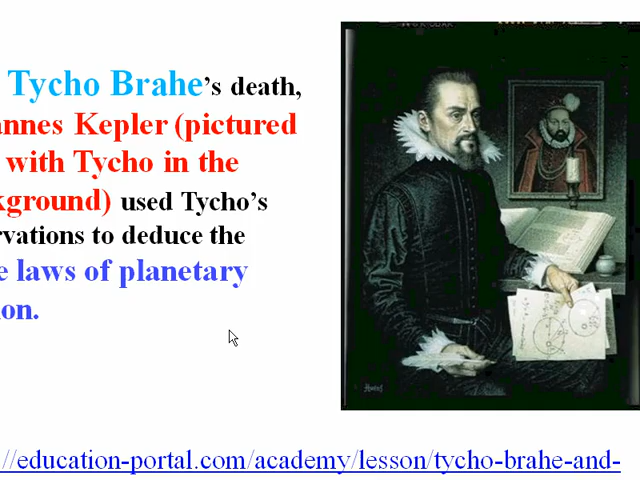 Tycho Brahe's death,
annes Kepler (pictured
with Tycho in the
kground) used Tycho's
rvations to deduce the
e laws of planetary
on.
//education-portal.com/academy/lesson/tycho-brahe-and-